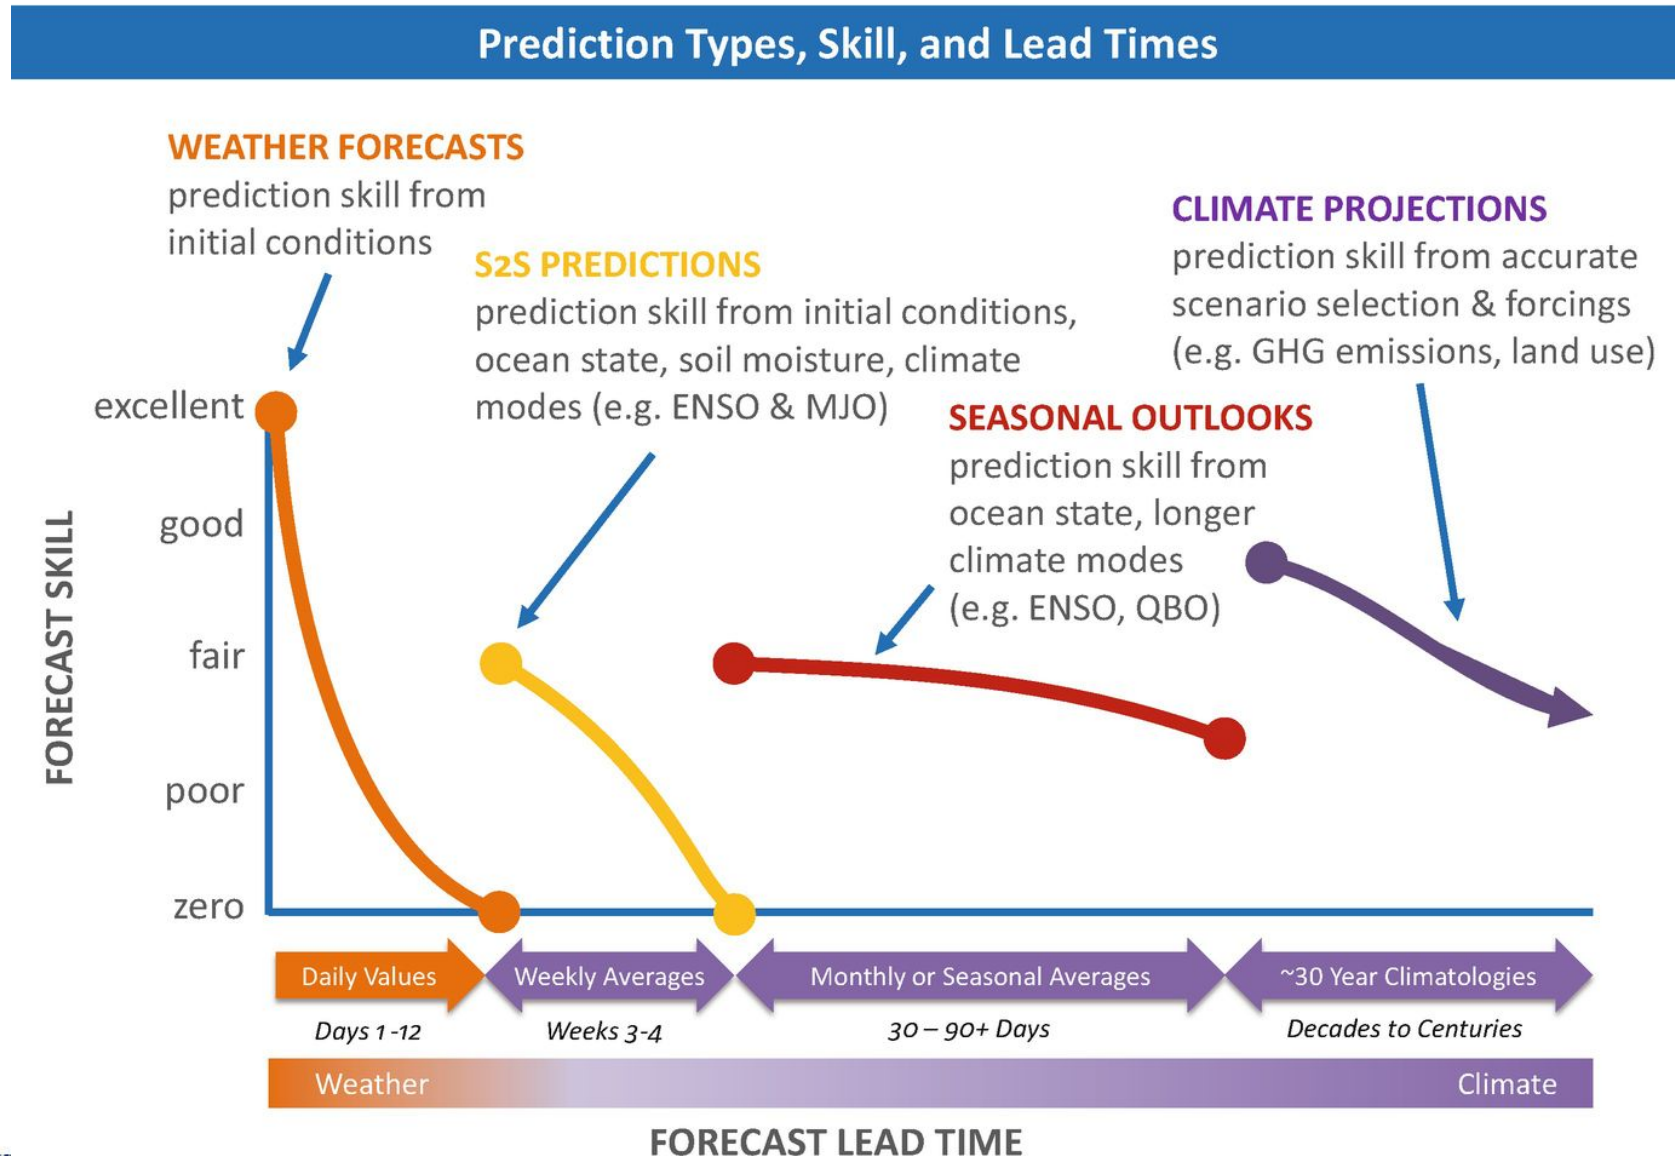 Prediction Types, Skill, and Lead Times
WEATHER FORECASTS
prediction skill from
initial conditions
S2S PREDICTIONS
prediction skill from initial conditions,
ocean state, soil moisture, climate
modes (e.g. ENSO & MJO)
CLIMATE PROJECTIONS
prediction skill from accurate
scenario selection & forcings
(e.g. GHG emissions, land use)
SEASONAL OUTLOOKS
prediction skill from
ocean state, longer
climate modes
(e.g. ENSO, QBO)
FORECAST SKILL
excellent
good
fair
poor
zero
Daily Values
Weekly Averages
Monthly or Seasonal Averages
~30 Year Climatologies
Days 1 -12
Weeks 3-4
30 – 90+ Days
Decades to Centuries
Weather
Climate
FORECAST LEAD TIME